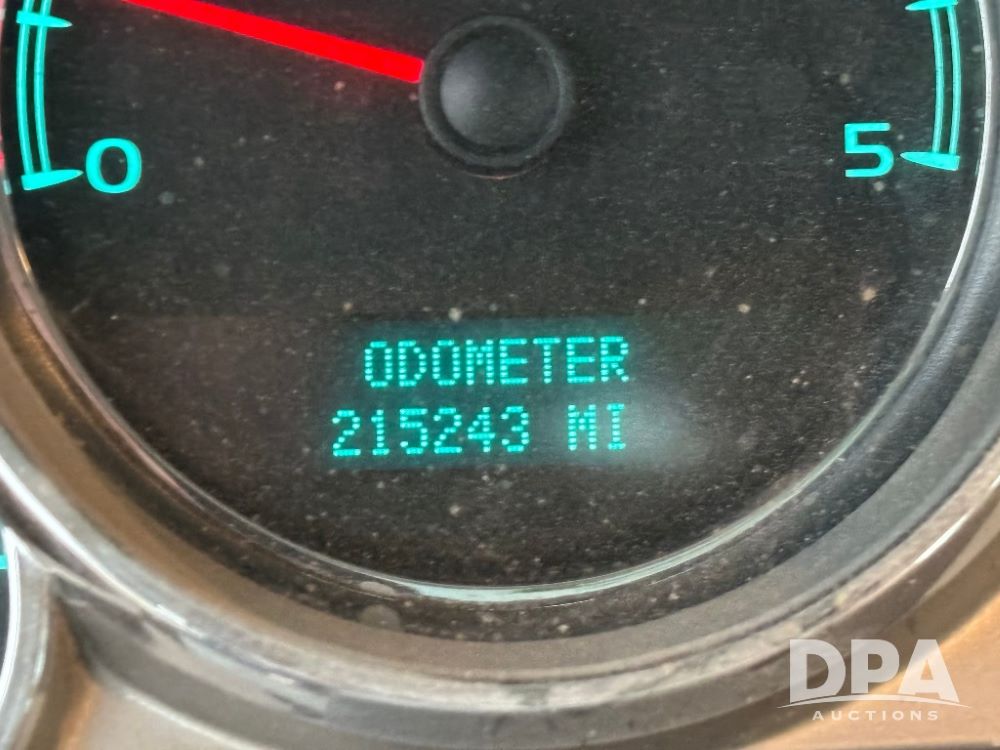 0
5
ODOMETER
215243 MI
DPA
AUCTIONS